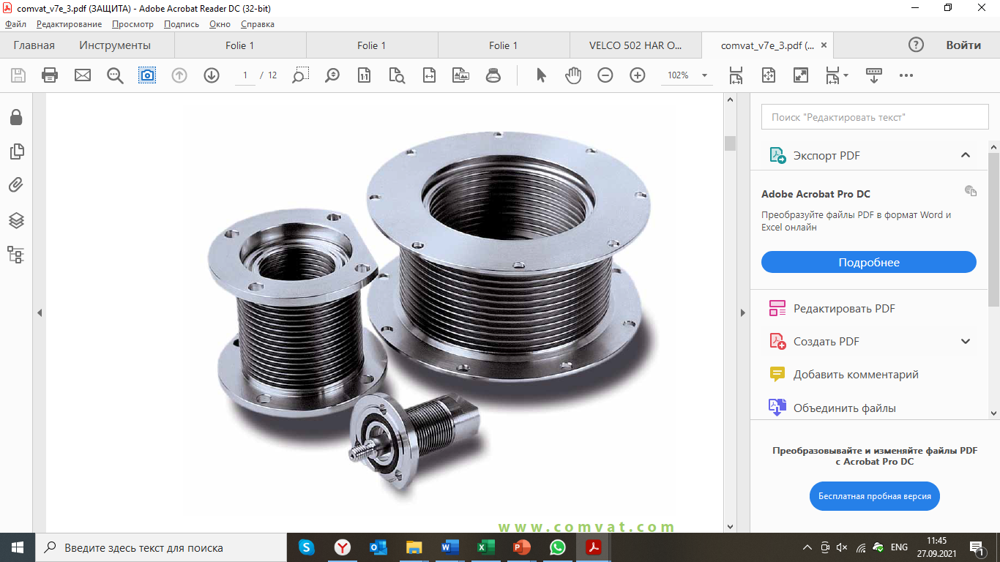 comvat_v7e_3.pdf (ЗАЩИТА) - Adobe Acrobat Reader DC (32-bit)
Файл Редактирование Просмотр Подпись Окно Справка
Главная Инструменты Folie 1 Folie 1 Folie 1 VELCO 502 HAR O... comvat_v7e_3.pdf (... × ? Войти
1 / 12 1:1 102%
Поиск "Редактировать текст"
Экспорт PDF
Adobe Acrobat Pro DC
Преобразуйте файлы PDF в формат Word и
Excel онлайн
Подробнее
Редактировать PDF
Создать PDF
Добавить комментарий
Объединить файлы
Преобразовывайте и изменяйте файлы PDF
с Acrobat Pro DC
Бесплатная пробная версия
www.comvat.com
Введите здесь текст для поиска
ENG
11:45
27.09.2021
1